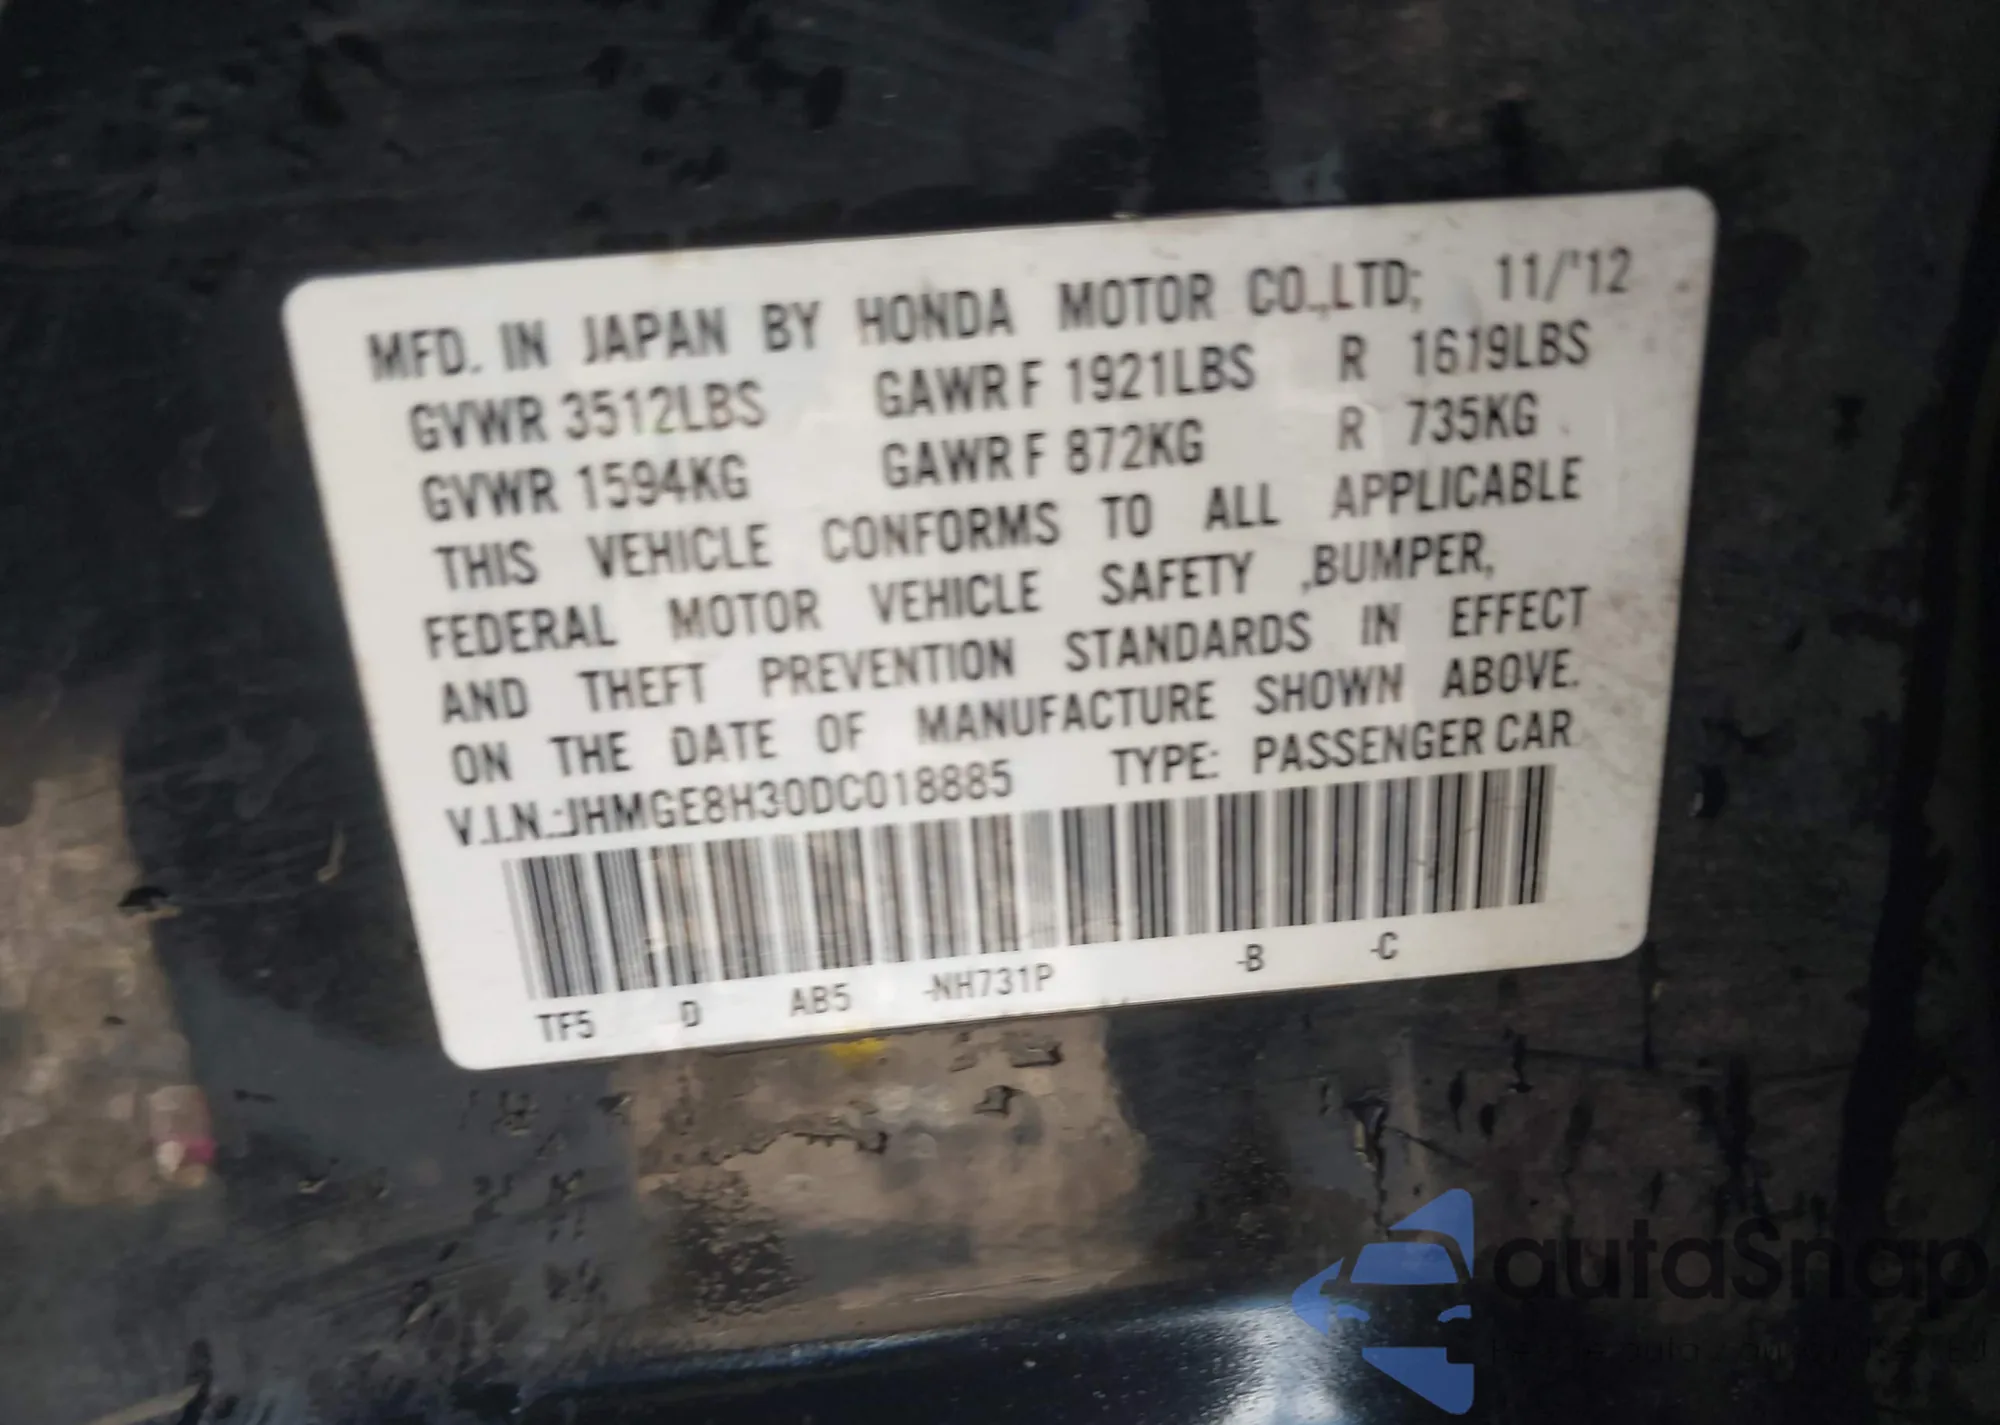 MFD. IN JAPAN BY HONDA MOTOR CO.,LTD; 11/'12
GVWR 3512LBS GAWR F 1921LBS R 1619LBS
GVWR 1594KG GAWR F 872KG R 735KG
THIS VEHICLE CONFORMS TO ALL APPLICABLE
FEDERAL MOTOR VEHICLE SAFETY ,BUMPER,
AND THEFT PREVENTION STANDARDS IN EFFECT
ON THE DATE OF MANUFACTURE SHOWN ABOVE.
V.I.N.:JHMGE8H30DC018885 TYPE: PASSENGER CAR
TF5 D AB5 -NH731P -B -C
autaSnap